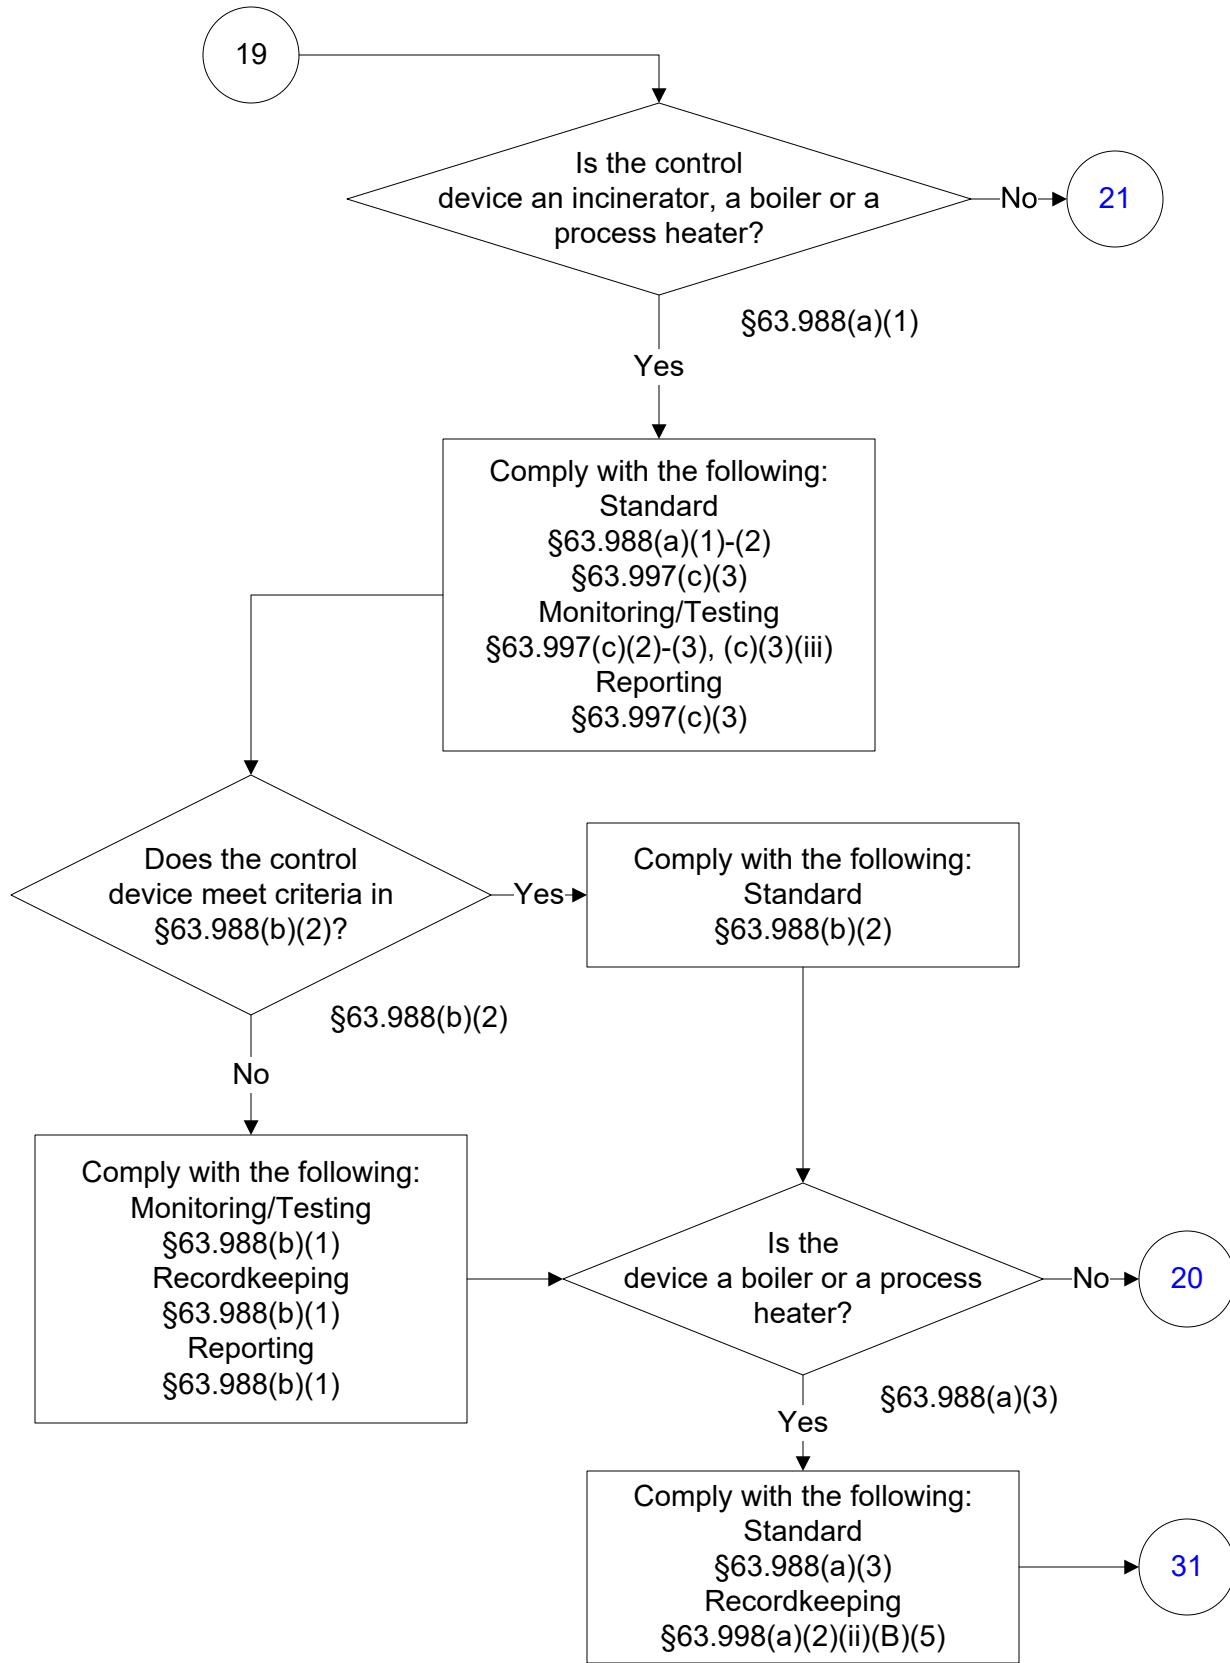 19
Is the control
device an incinerator, a boiler or a
process heater?
No
21
§63.988(a)(1)
Yes
Comply with the following:
Standard
§63.988(a)(1)-(2)
§63.997(c)(3)
Monitoring/Testing
§63.997(c)(2)-(3), (c)(3)(iii)
Reporting
§63.997(c)(3)
Does the control
device meet criteria in
§63.988(b)(2)?
Yes
Comply with the following:
Standard
§63.988(b)(2)
§63.988(b)(2)
No
Comply with the following:
Monitoring/Testing
§63.988(b)(1)
Recordkeeping
§63.988(b)(1)
Reporting
§63.988(b)(1)
Is the
device a boiler or a process
heater?
No
20
§63.988(a)(3)
Yes
Comply with the following:
Standard
§63.988(a)(3)
Recordkeeping
§63.998(a)(2)(ii)(B)(5)
31